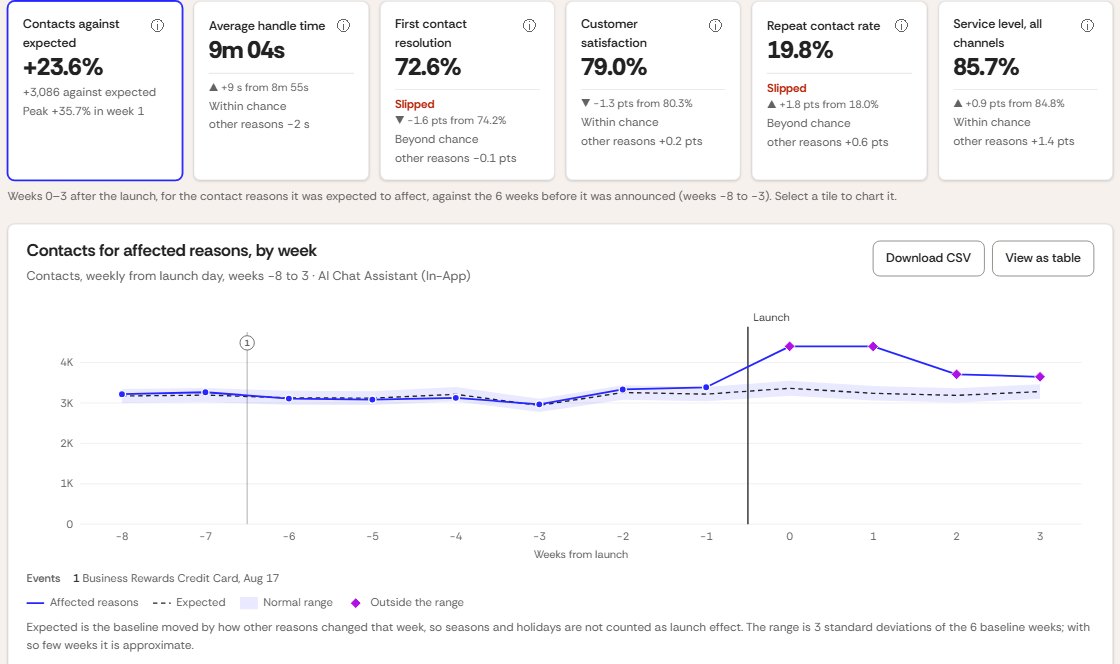 Contacts against
expected
+23.6%
+3,086 against expected
Peak +35.7% in week 1
Average handle time
9m 04s
▲ +9 s from 8m 55s
Within chance
other reasons −2 s
First contact
resolution
72.6%
Slipped
▼ −1.6 pts from 74.2%
Beyond chance
other reasons −0.1 pts
Customer
satisfaction
79.0%
▼ −1.3 pts from 80.3%
Within chance
other reasons +0.2 pts
Repeat contact rate
19.8%
Slipped
▲ +1.8 pts from 18.0%
Beyond chance
other reasons +0.6 pts
Service level, all
channels
85.7%
▲ +0.9 pts from 84.8%
Within chance
other reasons +1.4 pts
Weeks 0–3 after the launch, for the contact reasons it was expected to affect, against the 6 weeks before it was announced (weeks −8 to −3). Select a tile to chart it.
Contacts for affected reasons, by week
Contacts, weekly from launch day, weeks −8 to 3 · AI Chat Assistant (In-App)
Download CSV
View as table
Launch
1
4K
3K
2K
1K
0
−8 −7 −6 −5 −4 −3 −2 −1 0 1 2 3
Weeks from launch
Events 1 Business Rewards Credit Card, Aug 17
Affected reasons Expected Normal range Outside the range
Expected is the baseline moved by how other reasons changed that week, so seasons and holidays are not counted as launch effect. The range is 3 standard deviations of the 6 baseline weeks; with
so few weeks it is approximate.